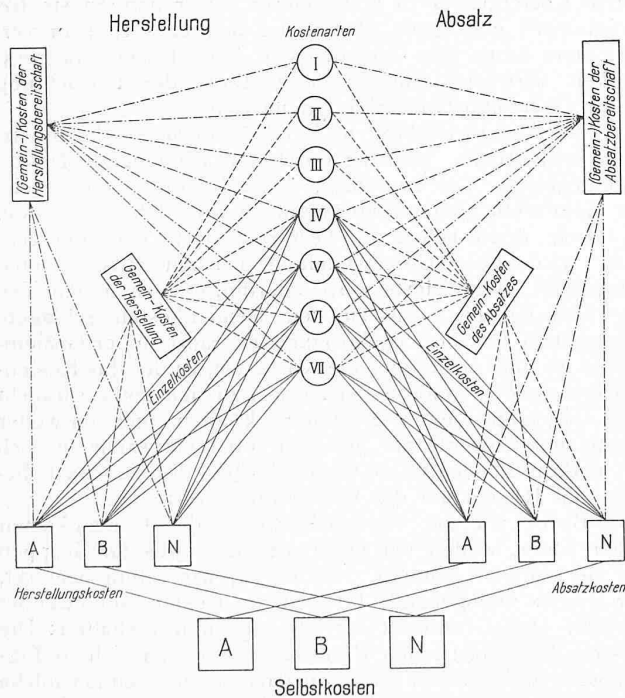 Herstellung
Absatz
Kostenarten
I
II
III
IV
V
VI
VII
(Gemein-)Kosten der
Herstellungsbereitschaft
(Gemein-)Kosten der
Absatzbereitschaft
Gemein-Kosten
der Herstellung
Gemein-Kosten
des Absatzes
Einzelkosten
Einzelkosten
A
B
N
A
B
N
Herstellungskosten
Absatzkosten
A
B
N
Selbstkosten